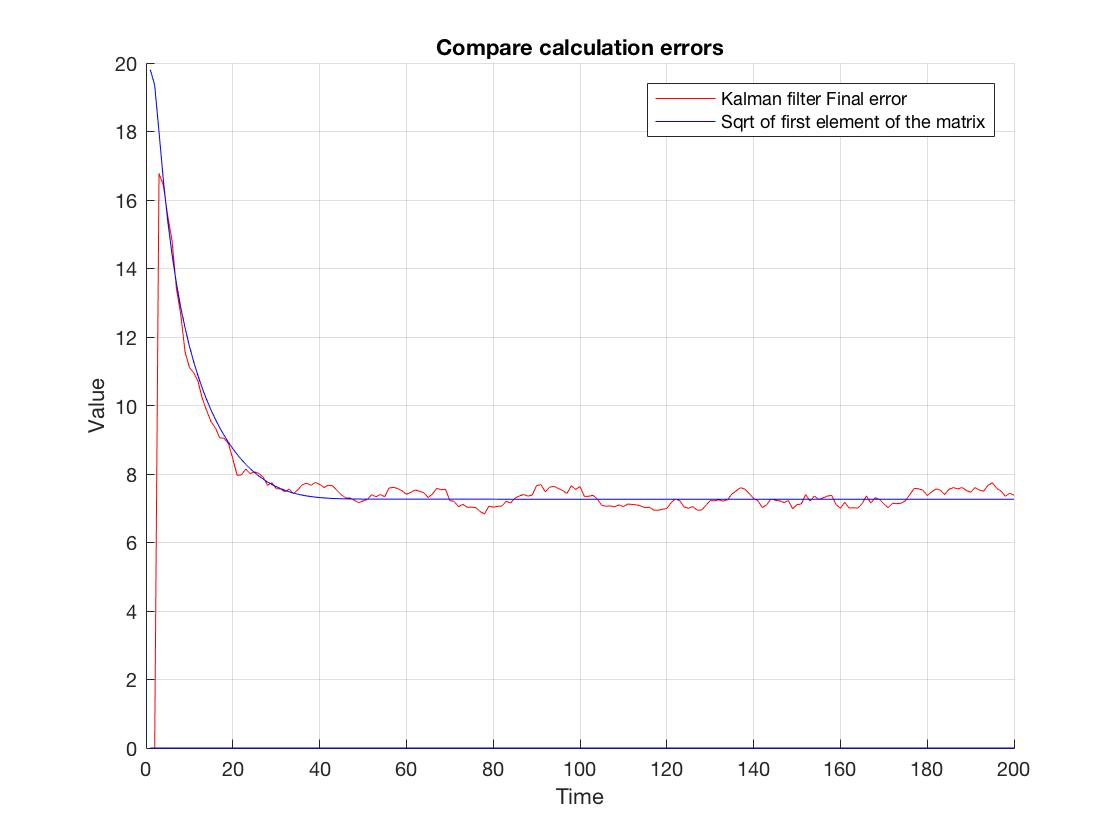 Compare calculation errors
Kalman filter Final error
Sqrt of first element of the matrix
20
18
16
14
12
10
8
6
4
2
0
Value
0 20 40 60 80 100 120 140 160 180 200
Time